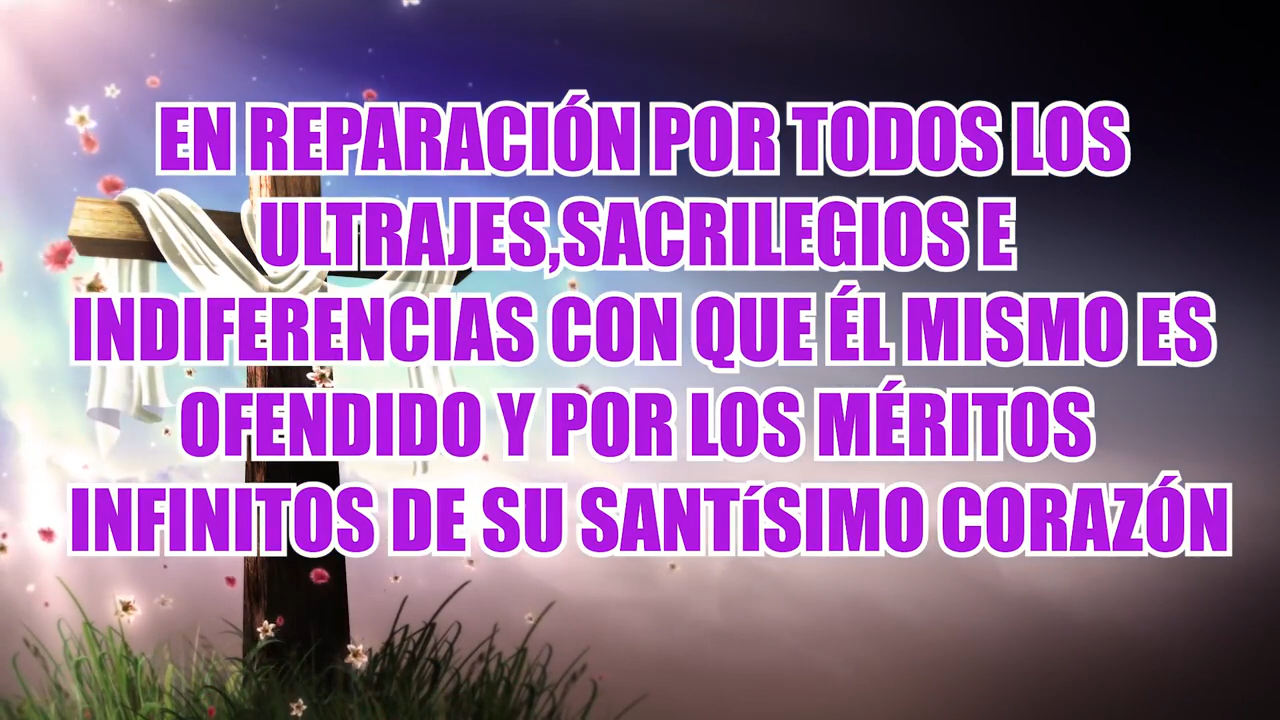 EN REPARACIÓN POR TODOS LOS
ULTRAJES,SACRILEGIOS E
INDIFERENCIAS CON QUE ÉL MISMO ES
OFENDIDO Y POR LOS MÉRITOS
INFINITOS DE SU SANTíSIMO CORAZÓN